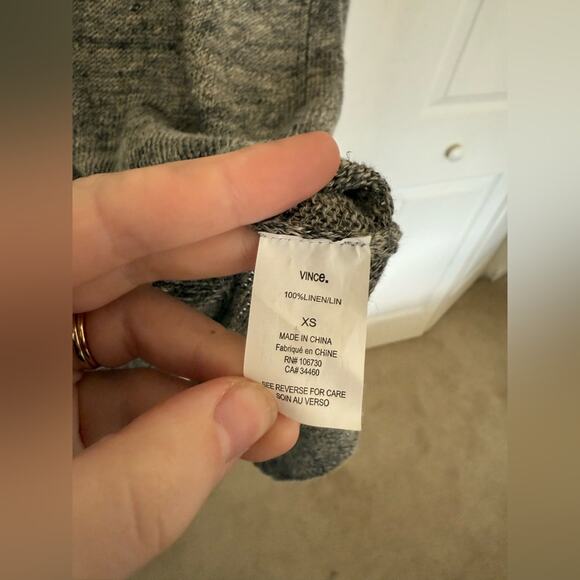 VINCE.
100%LINEN/LIN
XS
MADE IN CHINA
Fabriqué en CHINE
RN# 106730
CA# 34460
SEE REVERSE FOR CARE
SOIN AU VERSO